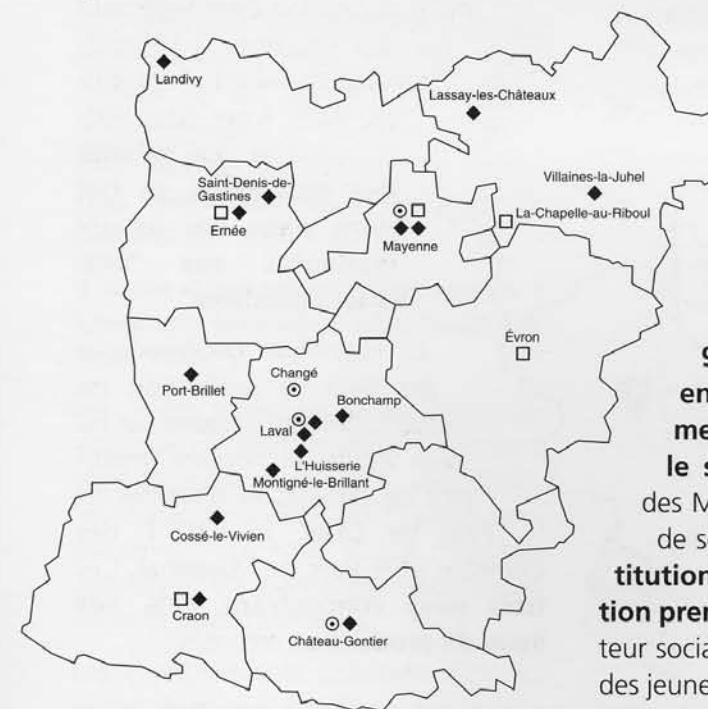 Landivy
Lassay-les-Châteaux
Saint-Denis-de-
Gastines
Ernée
Villaines-la-Juhel
La-Chapelle-au-Riboul
Mayenne
Évron
Port-Brillet
Changé
Bonchamp
Laval
L'Huisserie
Montigné-le-Brillant
Cossé-le-Vivien
Craon
Château-Gontier
en
me
le s
des M
de s
titution
tion prem
teur socia
des jeune